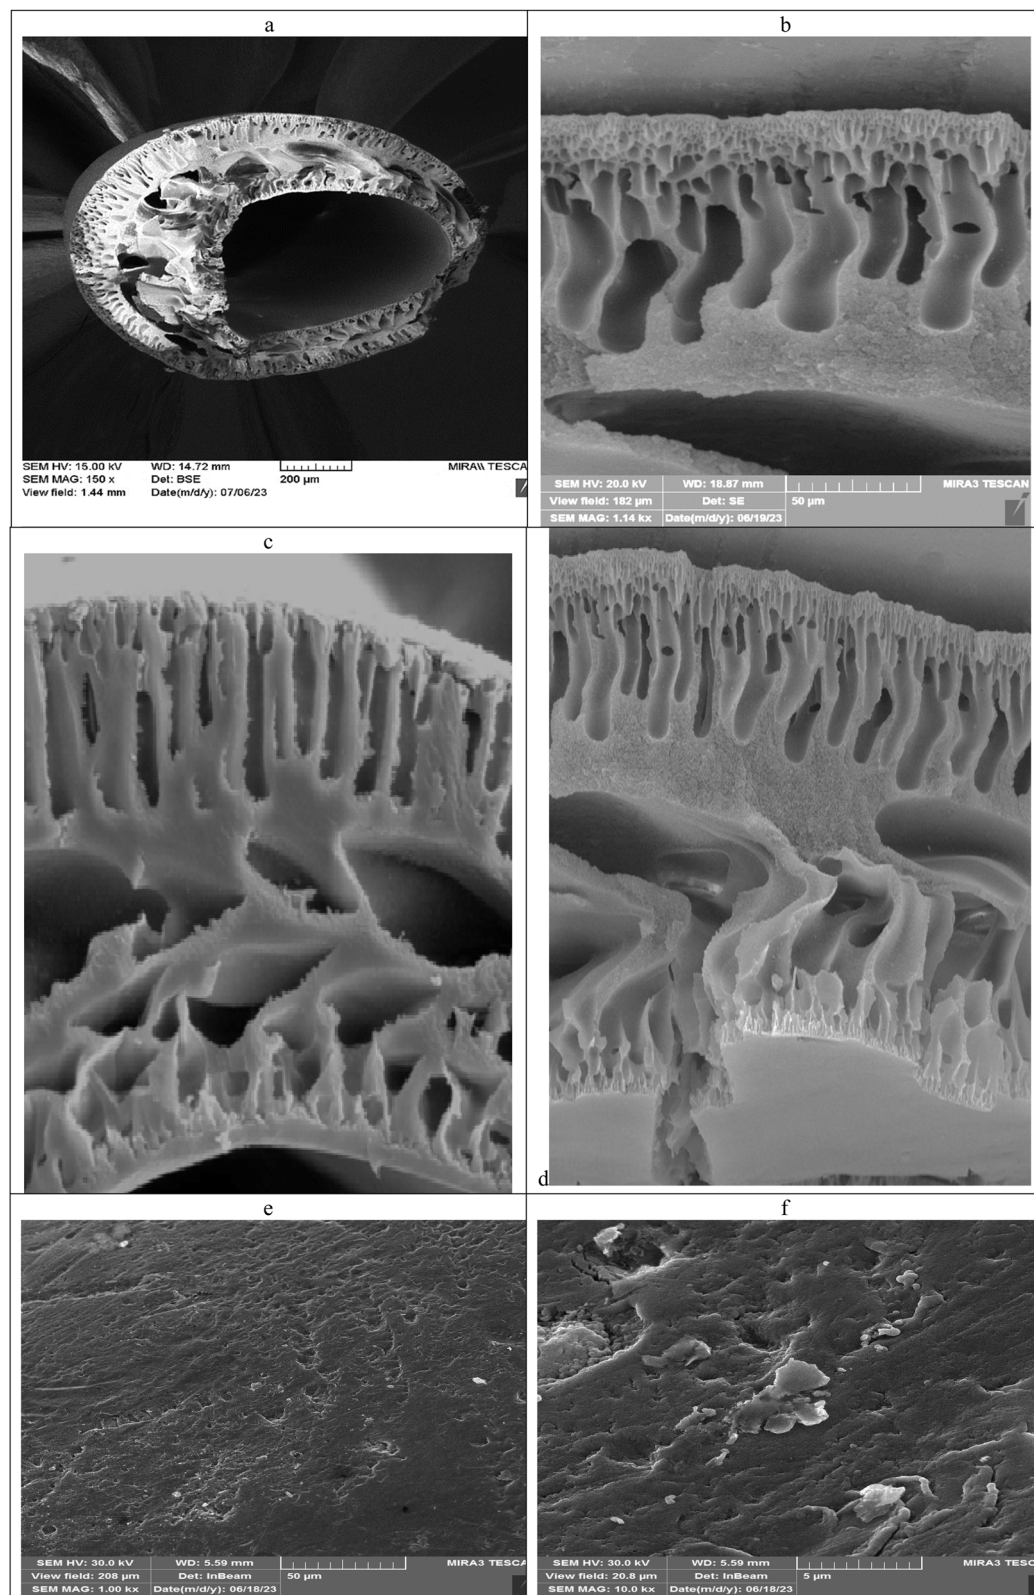 a
b
SEM HV: 15.00 kV WD: 14.72 mm MIRA\\ TESCA
SEM MAG: 150 x Det: BSE 200 µm
View field: 1.44 mm Date(m/d/y): 07/06/23
SEM HV: 20.0 kV WD: 18.87 mm MIRA3 TESCAN
View field: 182 µm Det: SE 50 µm
SEM MAG: 1.14 kx Date(m/d/y): 06/19/23
c
d
e
f
SEM HV: 30.0 kV WD: 5.59 mm MIRA3 TESCA
View field: 208 µm Det: InBeam 50 µm
SEM MAG: 1.00 kx Date(m/d/y): 06/18/23
SEM HV: 30.0 kV WD: 5.59 mm MIRA3 TESC
View field: 20.8 µm Det: InBeam 5 µm
SEM MAG: 10.0 kx Date(m/d/y): 06/18/23